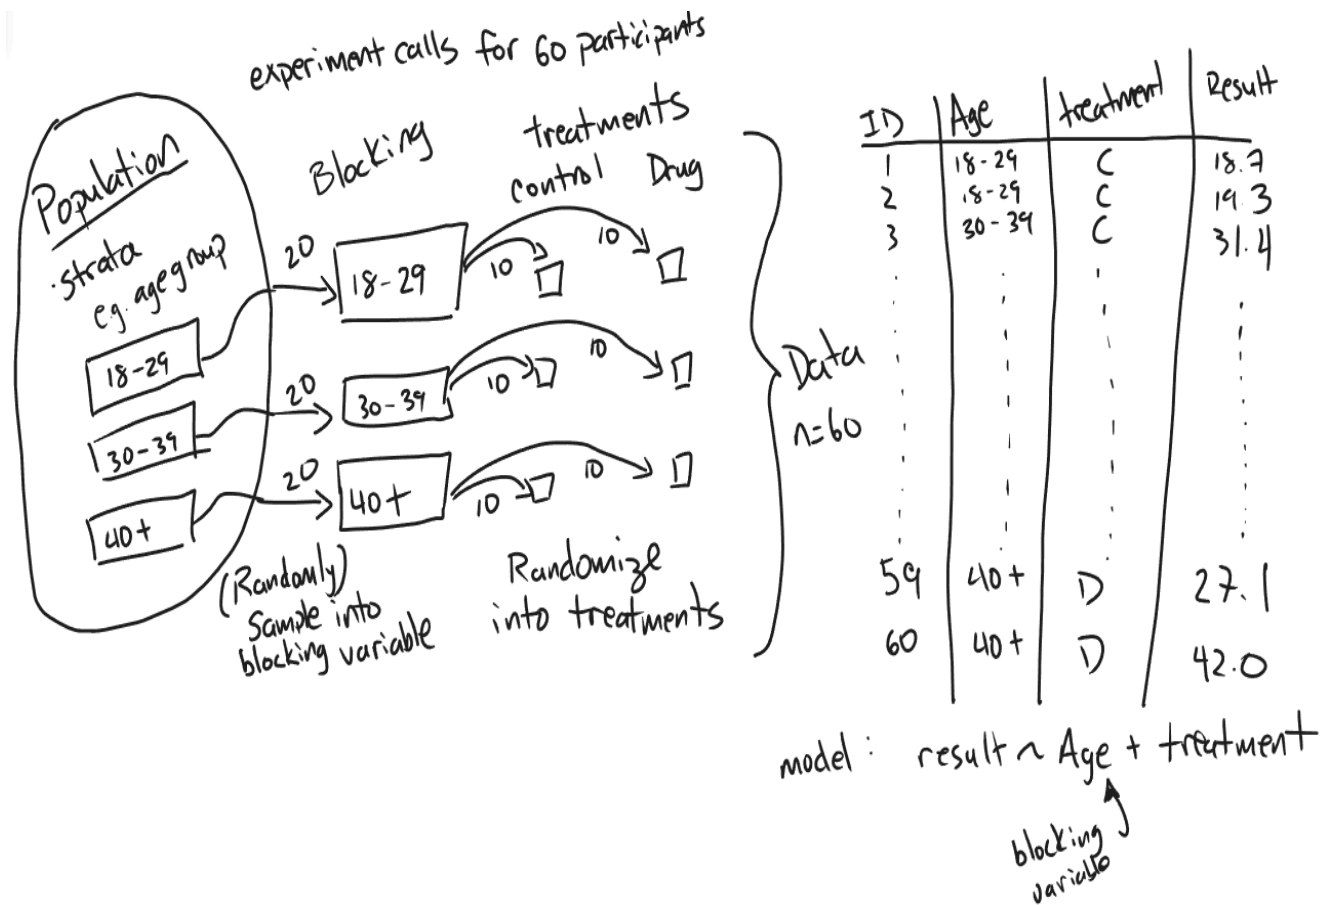 experiment calls for 60 participants
Population
·strata
eg. age group
18-29
30-39
40+
20
20
20
Blocking
18-29
30-39
40+
treatments
control Drug
10 10
10 10
10 10
(Randomly)
Sample into
blocking variable
Randomize
into treatments
Data
n=60
ID Age treatment Result
1 18-29 C 18.7
2 18-29 C 19.3
3 30-39 C 31.4
59 40+ D 27.1
60 40+ D 42.0
model: result ~ Age + treatment
blocking
variable